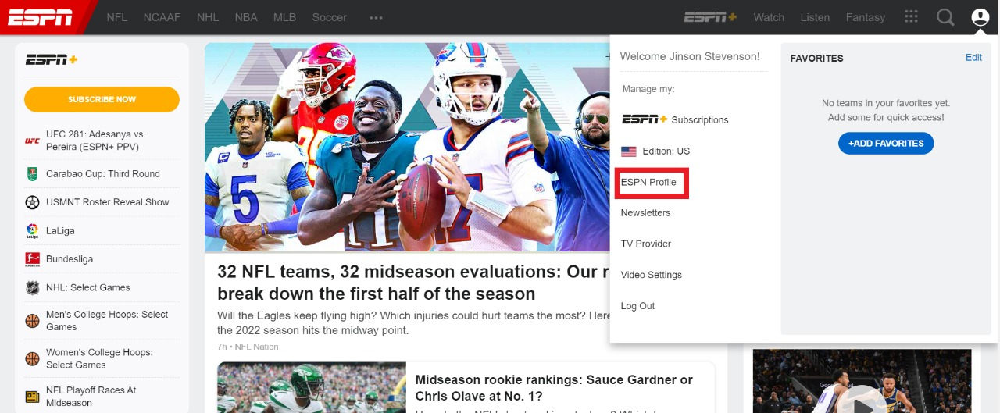 ESPN
NFL
NCAAF
NHL
NBA
MLB
Soccer
ESPN+
Watch
Listen
Fantasy
ESPN+
SUBSCRIBE NOW
UFC
UFC 281: Adesanya vs.
Pereira (ESPN+ PPV)
Carabao Cup: Third Round
USMNT Roster Reveal Show
LaLiga
Bundesliga
NHL: Select Games
Men's College Hoops: Select
Games
Women's College Hoops:
Select Games
NFL Playoff Races At
Midseason
5
11
17
32 NFL teams, 32 midseason evaluations: Our r
break down the first half of the season
Will the Eagles keep flying high? Which injuries could hurt teams the most? Here
the 2022 season hits the midway point.
7h • NFL Nation
Midseason rookie rankings: Sauce Gardner or
Chris Olave at No. 1?
Welcome Jinson Stevenson!
Manage my:
ESPN+ Subscriptions
Edition: US
ESPN Profile
Newsletters
TV Provider
Video Settings
Log Out
FAVORITES
Edit
No teams in your favorites yet.
Add some for quick access!
+ADD FAVORITES